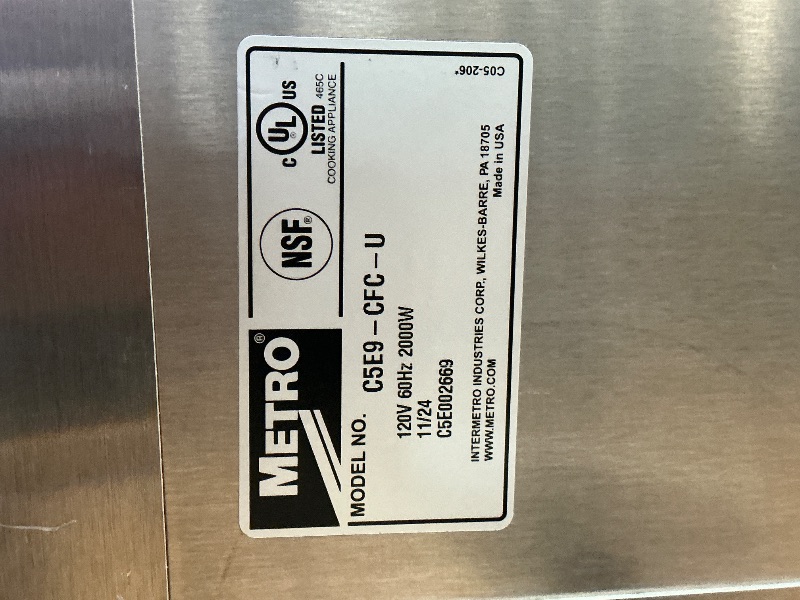 METRO®
NSF®
C UL® US
LISTED 465C
COOKING APPLIANCE
MODEL NO. C5E9 – CFC – U
120V 60Hz 2000W
11/24
C5E002669
INTERMETRO INDUSTRIES CORP., WILKES-BARRE, PA 18705
WWW.METRO.COM Made in USA
C05-206*